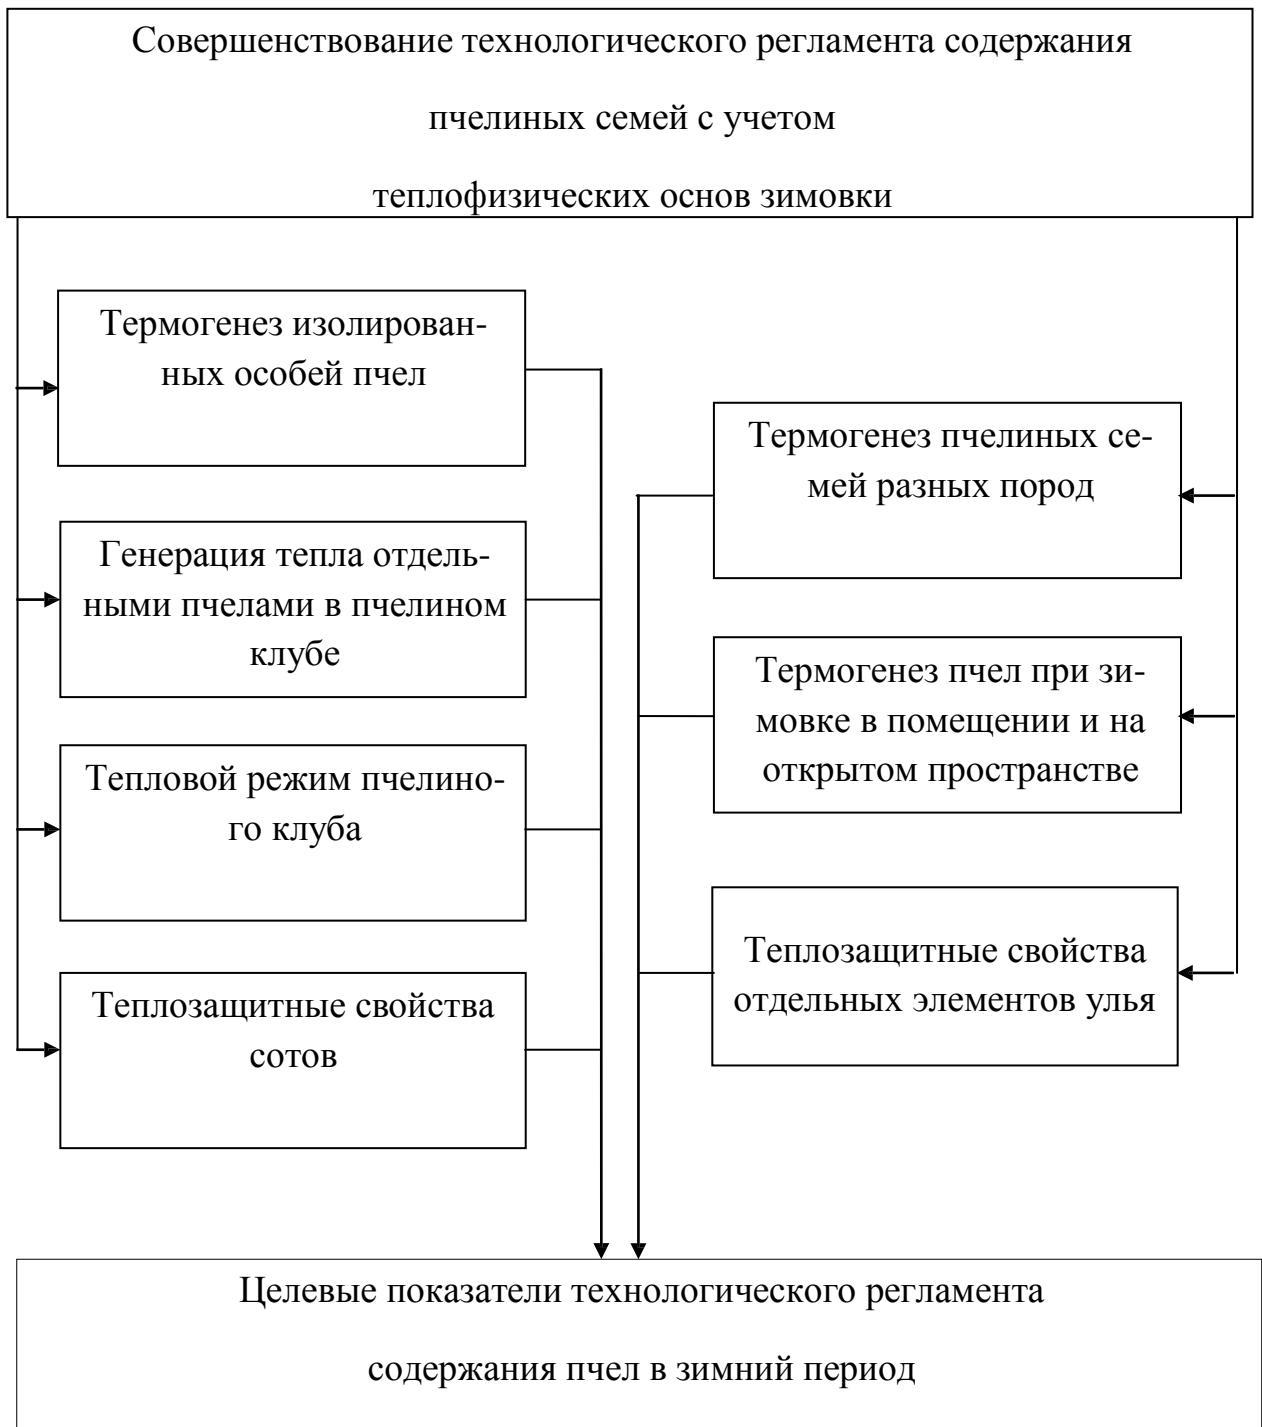 Совершенствование технологического регламента содержания
пчелиных семей с учетом
теплофизических основ зимовки
Термогенез изолирован-
ных особей пчел
Генерация тепла отдель-
ными пчелами в пчелином
клубе
Тепловой режим пчелино-
го клуба
Теплозащитные свойства
сотов
Термогенез пчелиных се-
мей разных пород
Термогенез пчел при зи-
мовке в помещении и на
открытом пространстве
Теплозащитные свойства
отдельных элементов улья
Целевые показатели технологического регламента
содержания пчел в зимний период